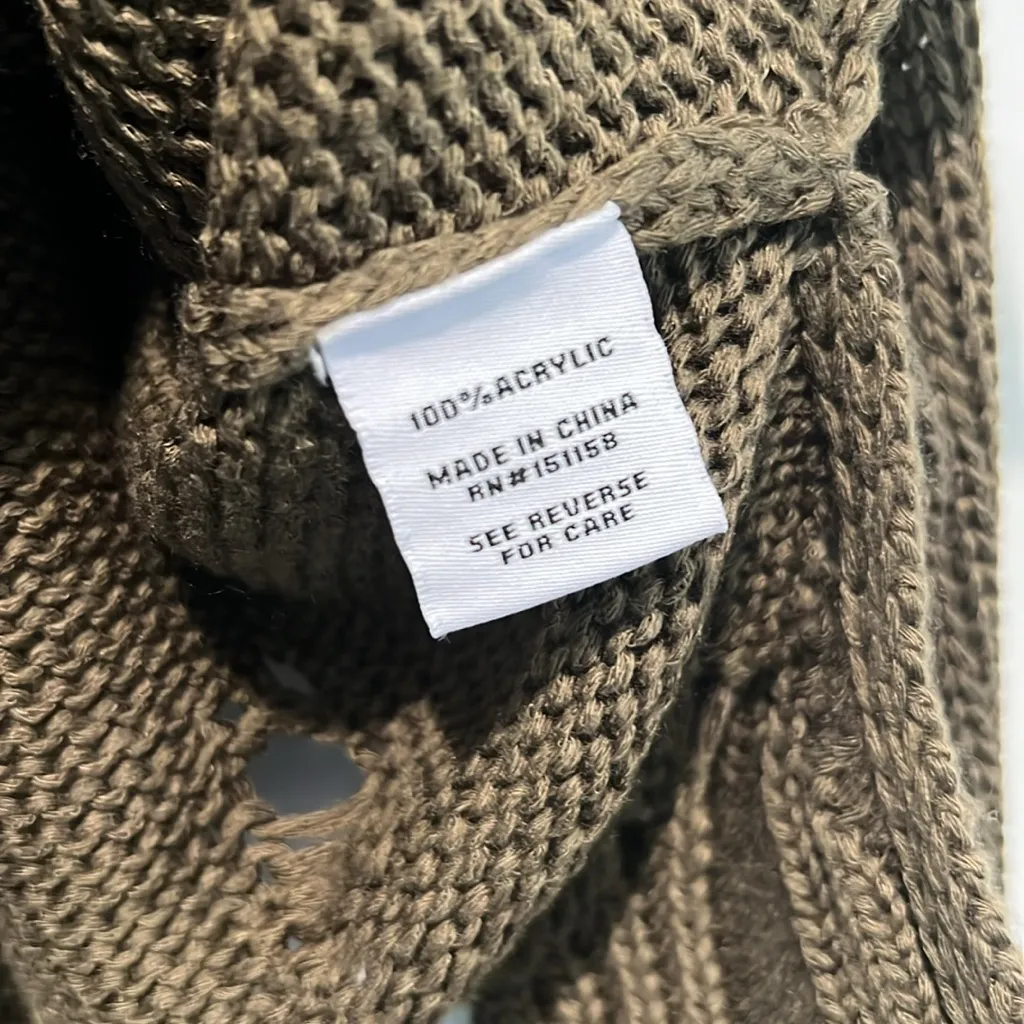 100% ACRYLIC
MADE IN CHINA
RN#151158
SEE REVERSE
FOR CARE